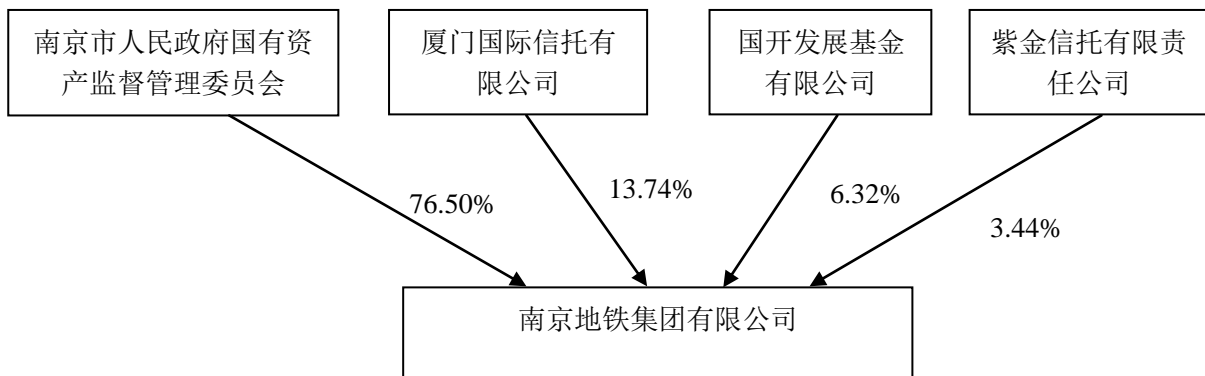 南京市人民政府国有资
产监督管理委员会
厦门国际信托有
限公司
国开发展基金
有限公司
紫金信托有限责
任公司
76.50%
13.74%
6.32%
3.44%
南京地铁集团有限公司